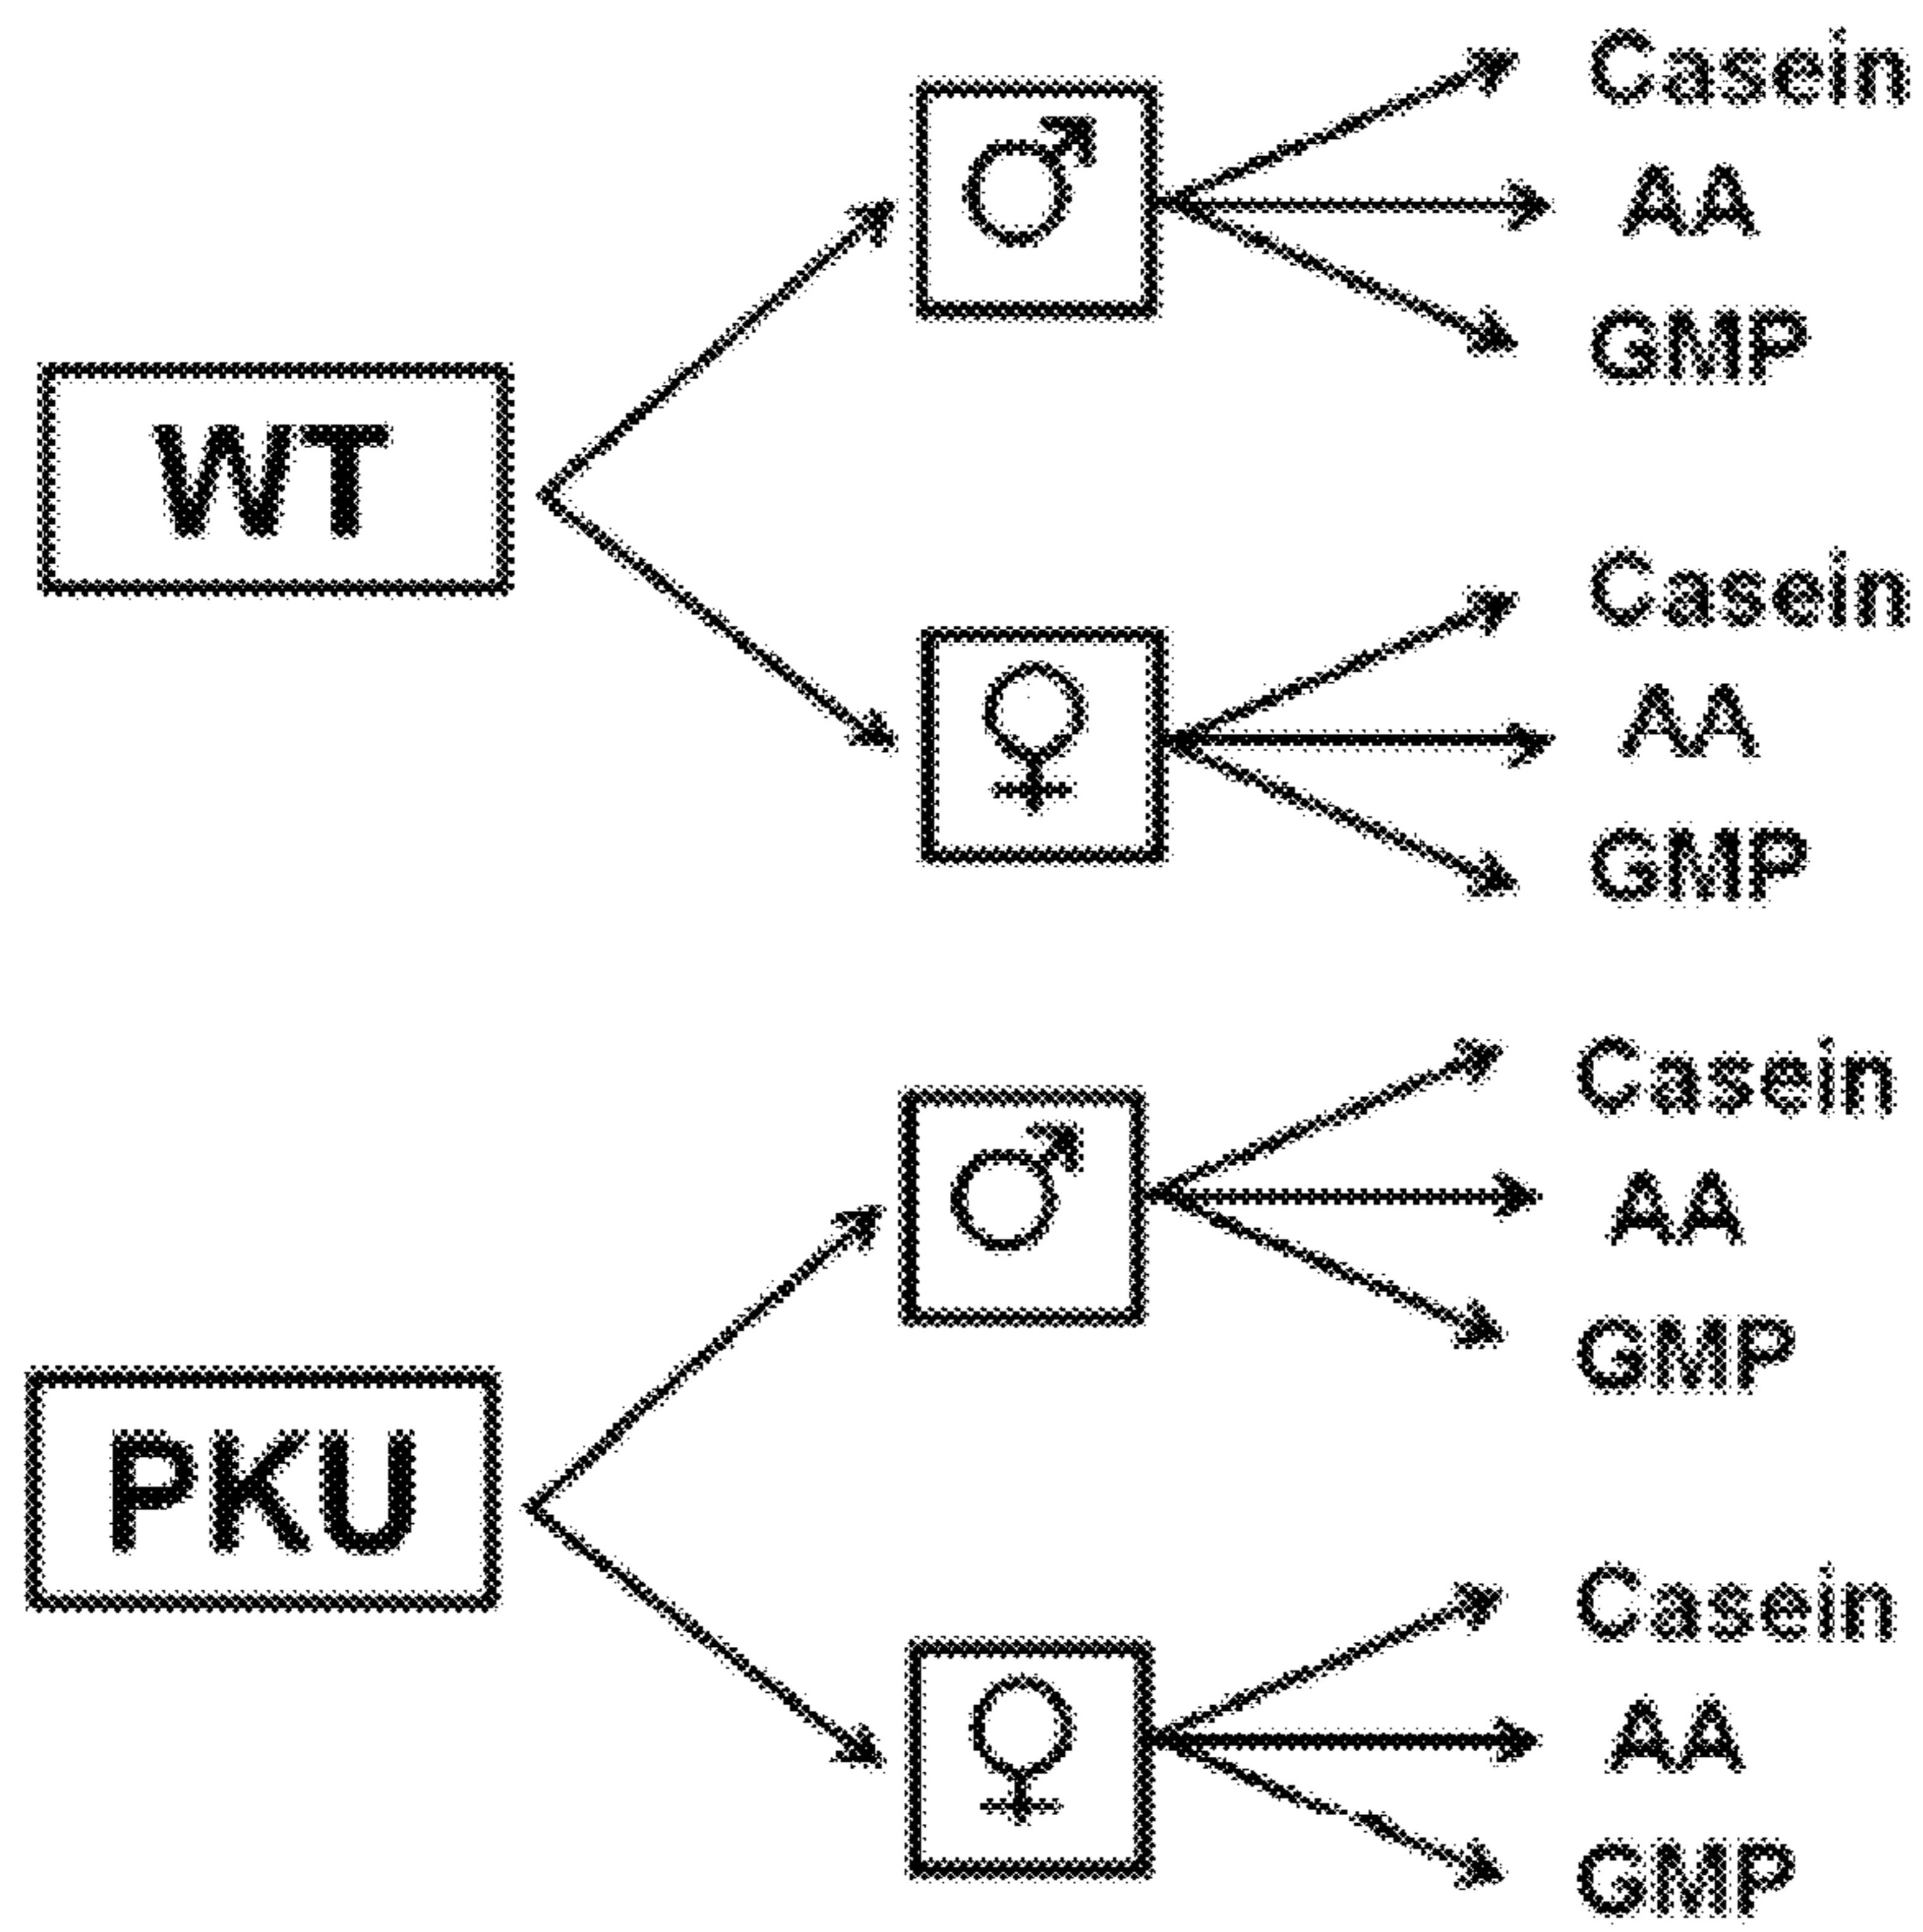 Casein
♂
AA
GMP
WT
Casein
♀
AA
GMP
Casein
♂
AA
GMP
PKU
Casein
♀
AA
GMP